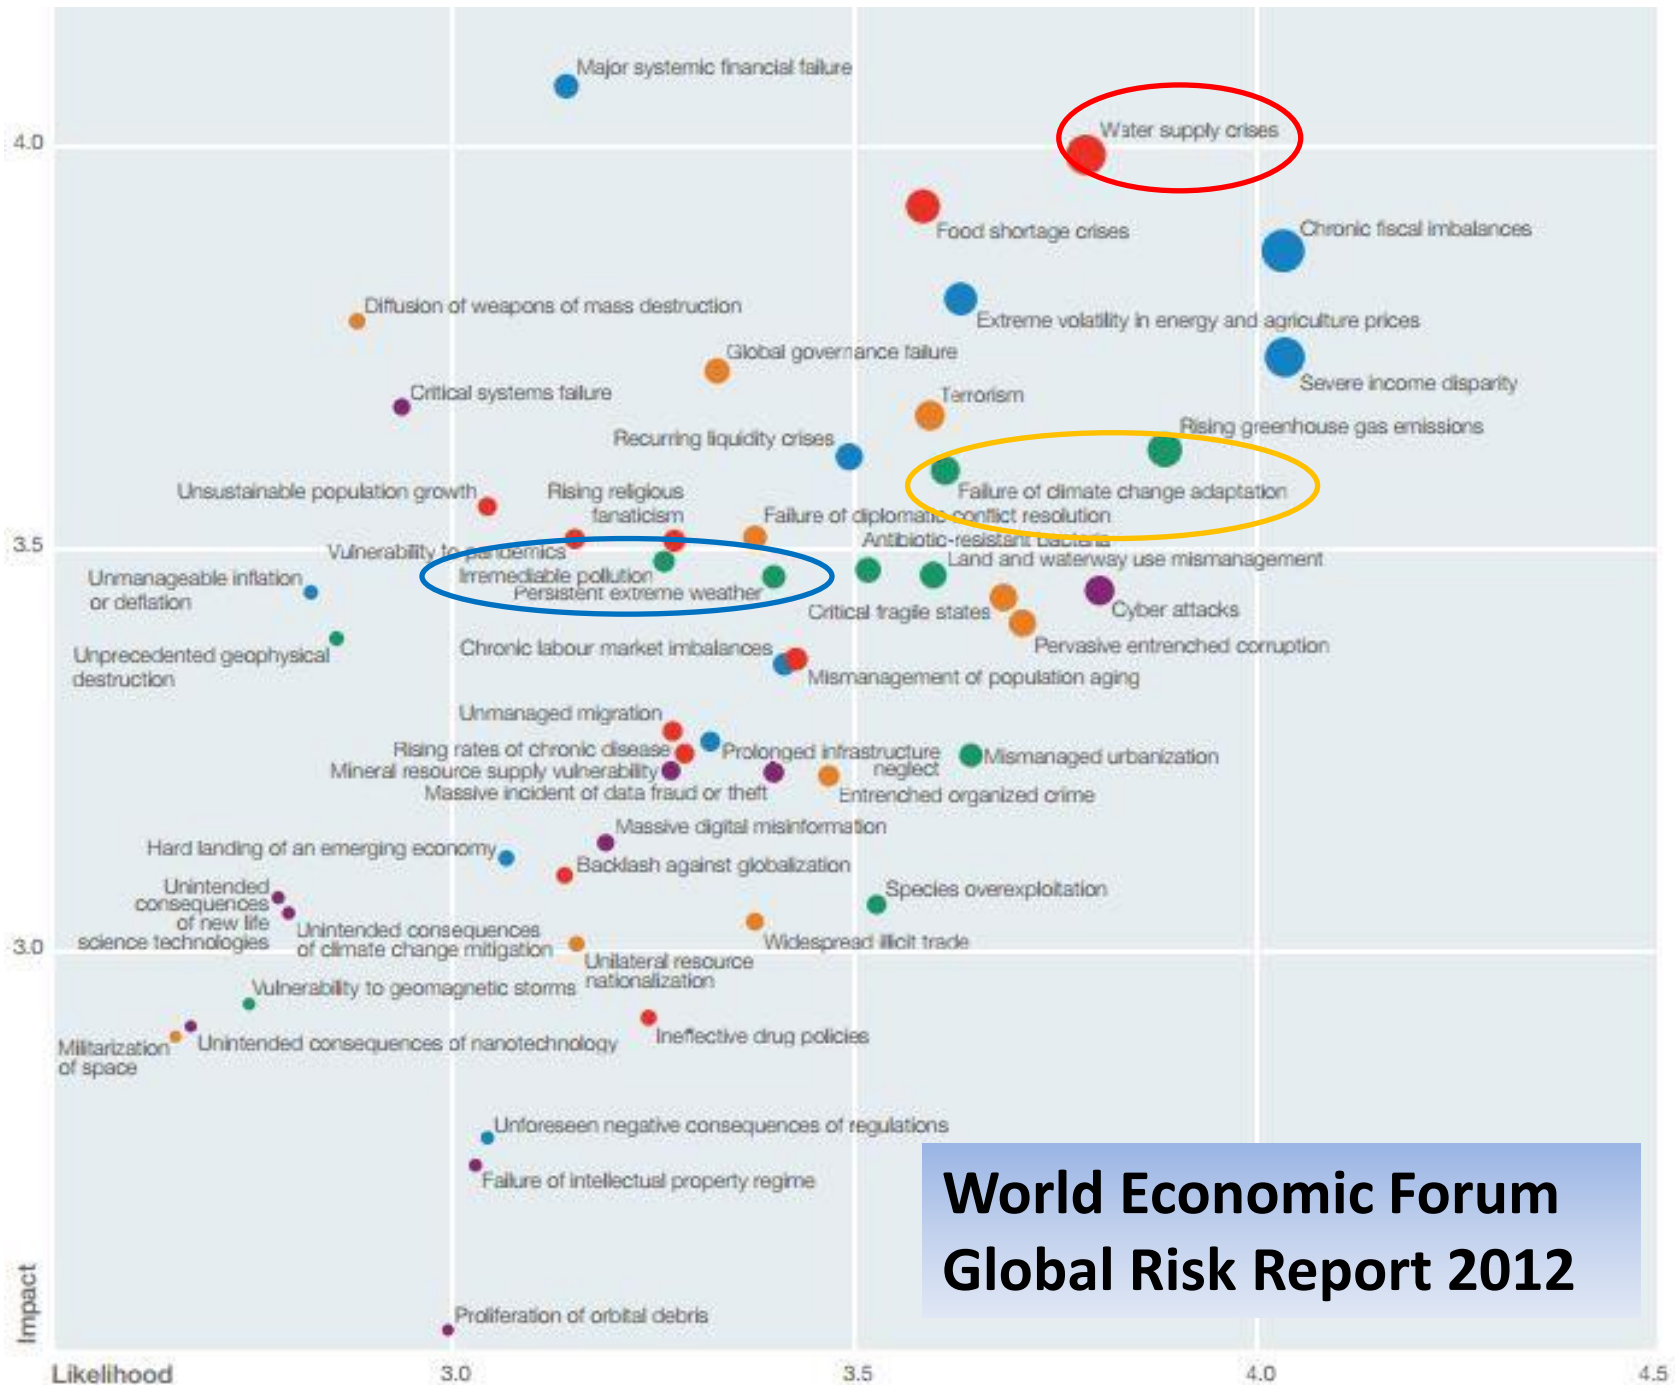 Major systemic financial failure
Water supply crises
4.0
Food shortage crises
Chronic fiscal imbalances
Diffusion of weapons of mass destruction
Extreme volatility in energy and agriculture prices
Global governance failure
Severe income disparity
Critical systems failure
Terrorism
Rising greenhouse gas emissions
Recurring liquidity crises
Failure of climate change adaptation
Unsustainable population growth
Rising religious
fanaticism
Failure of diplomatic conflict resolution
Antibiotic-resistant bacteria
3.5
Vulnerability to pandemics
Land and waterway use mismanagement
Irremediable pollution
Persistent extreme weather
Unmanageable inflation
or deflation
Critical fragile states
Cyber attacks
Pervasive entrenched corruption
Unprecedented geophysical
destruction
Chronic labour market imbalances
Mismanagement of population aging
Unmanaged migration
Rising rates of chronic disease
Prolonged infrastructure
neglect
Mismanaged urbanization
Mineral resource supply vulnerability
Massive incident of data fraud or theft
Entrenched organized crime
Massive digital misinformation
Hard landing of an emerging economy
Backlash against globalization
Species overexploitation
Unintended
consequences
of new life
science technologies
Unintended consequences
of climate change mitigation
Widespread illicit trade
3.0
Unilateral resource
nationalization
Vulnerability to geomagnetic storms
Ineffective drug policies
Militarization
of space
Unintended consequences of nanotechnology
Unforeseen negative consequences of regulations
Failure of intellectual property regime
World Economic Forum
Global Risk Report 2012
Impact
Proliferation of orbital debris
Likelihood
3.0
3.5
4.0
4.5